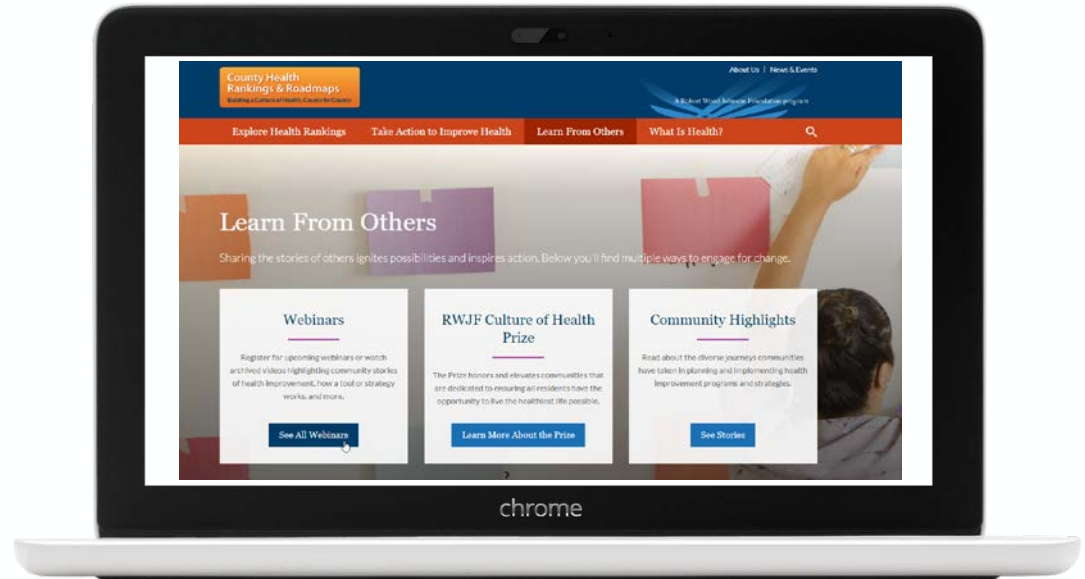 County Health
Rankings & Roadmaps
Building a Culture of Health, County by County
About Us | News & Events
A Robert Wood Johnson Foundation program
Explore Health Rankings Take Action to Improve Health Learn From Others What Is Health?
Learn From Others
Sharing the stories of others ignites possibilities and inspires action. Below you'll find multiple ways to engage for change.
Webinars
Register for upcoming webinars or watch
archived videos highlighting community stories
of health improvement, how a tool or strategy
works, and more.
See All Webinars
RWJF Culture of Health
Prize
The Prize honors and elevates communities that
are dedicated to ensuring all residents have the
opportunity to live the healthiest life possible.
Learn More About the Prize
Community Highlights
Read about the diverse journeys communities
have taken in planning and implementing health
improvement programs and strategies.
See Stories
chrome